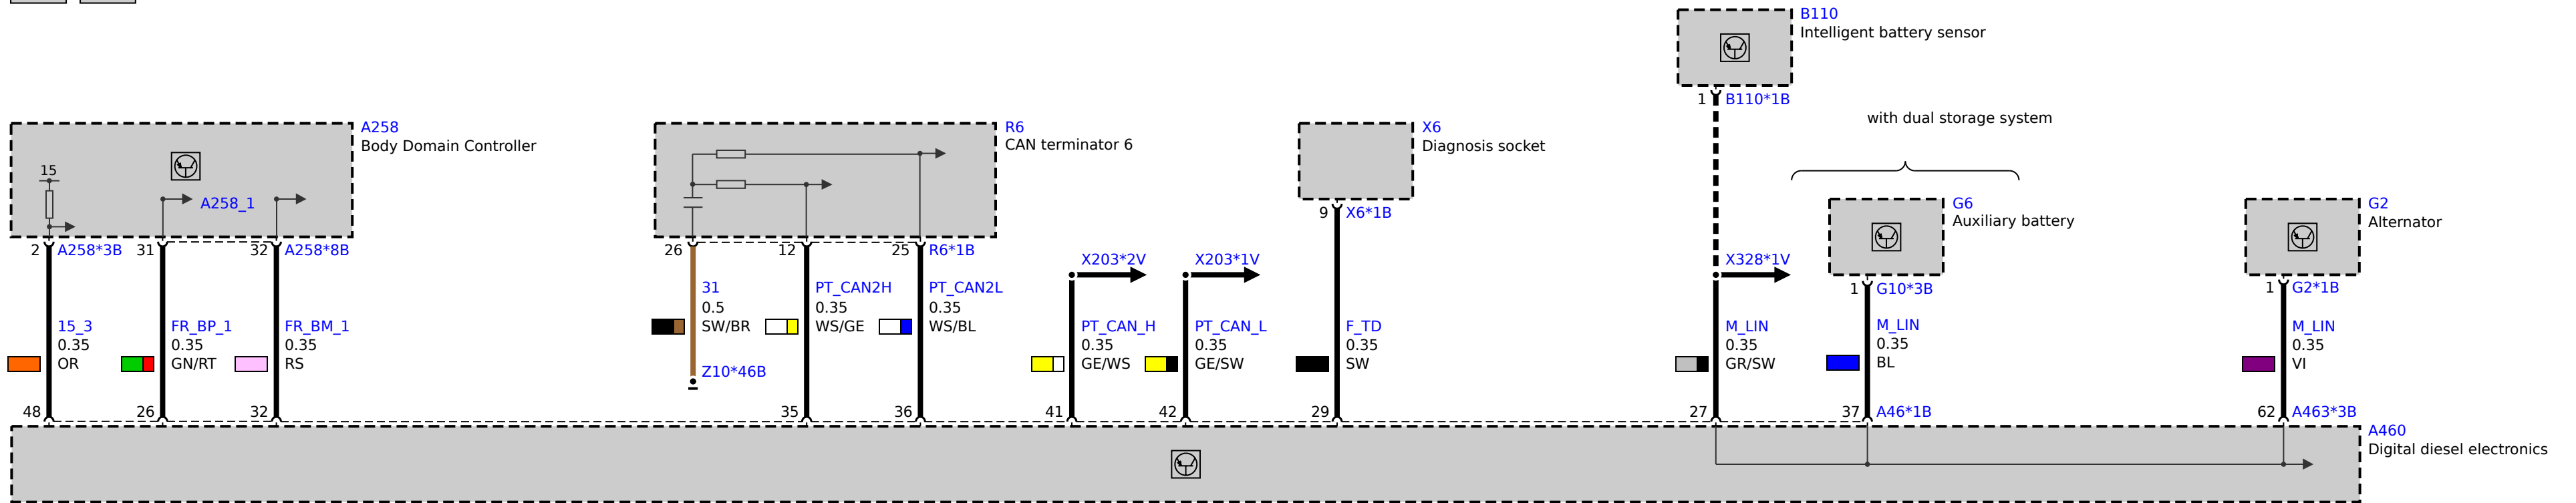 B110
Intelligent battery sensor
1 B110*1B
with dual storage system
A258
Body Domain Controller
15
A258_1
R6
CAN terminator 6
X6
Diagnosis socket
G6
Auxiliary battery
G2
Alternator
2 A258*3B 31 32 A258*8B
26 12 25 R6*1B
9 X6*1B
X203*2V
X203*1V
X328*1V
1 G10*3B
1 G2*1B
15_3
0.35
OR
FR_BP_1
0.35
GN/RT
FR_BM_1
0.35
RS
31
0.5
SW/BR
Z10*46B
PT_CAN2H
0.35
WS/GE
PT_CAN2L
0.35
WS/BL
PT_CAN_H
0.35
GE/WS
PT_CAN_L
0.35
GE/SW
F_TD
0.35
SW
M_LIN
0.35
GR/SW
M_LIN
0.35
BL
M_LIN
0.35
VI
48 26 32 35 36 41 42 29 27 37 A46*1B 62 A463*3B
A460
Digital diesel electronics